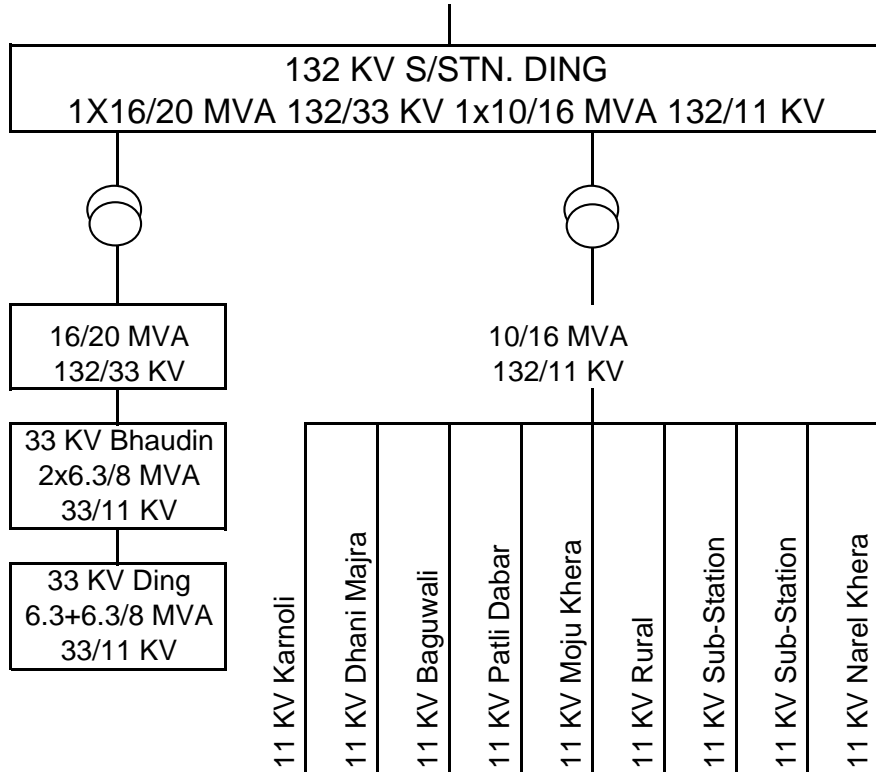 132 KV S/STN. DING
1X16/20 MVA 132/33 KV 1x10/16 MVA 132/11 KV
16/20 MVA
132/33 KV
10/16 MVA
132/11 KV
33 KV Bhaudin
2x6.3/8 MVA
33/11 KV
33 KV Ding
6.3+6.3/8 MVA
33/11 KV
11 KV Karnoli
11 KV Dhani Majra
11 KV Baguwali
11 KV Patli Dabar
11 KV Moju Khera
11 KV Rural
11 KV Sub-Station
11 KV Sub-Station
11 KV Narel Khera